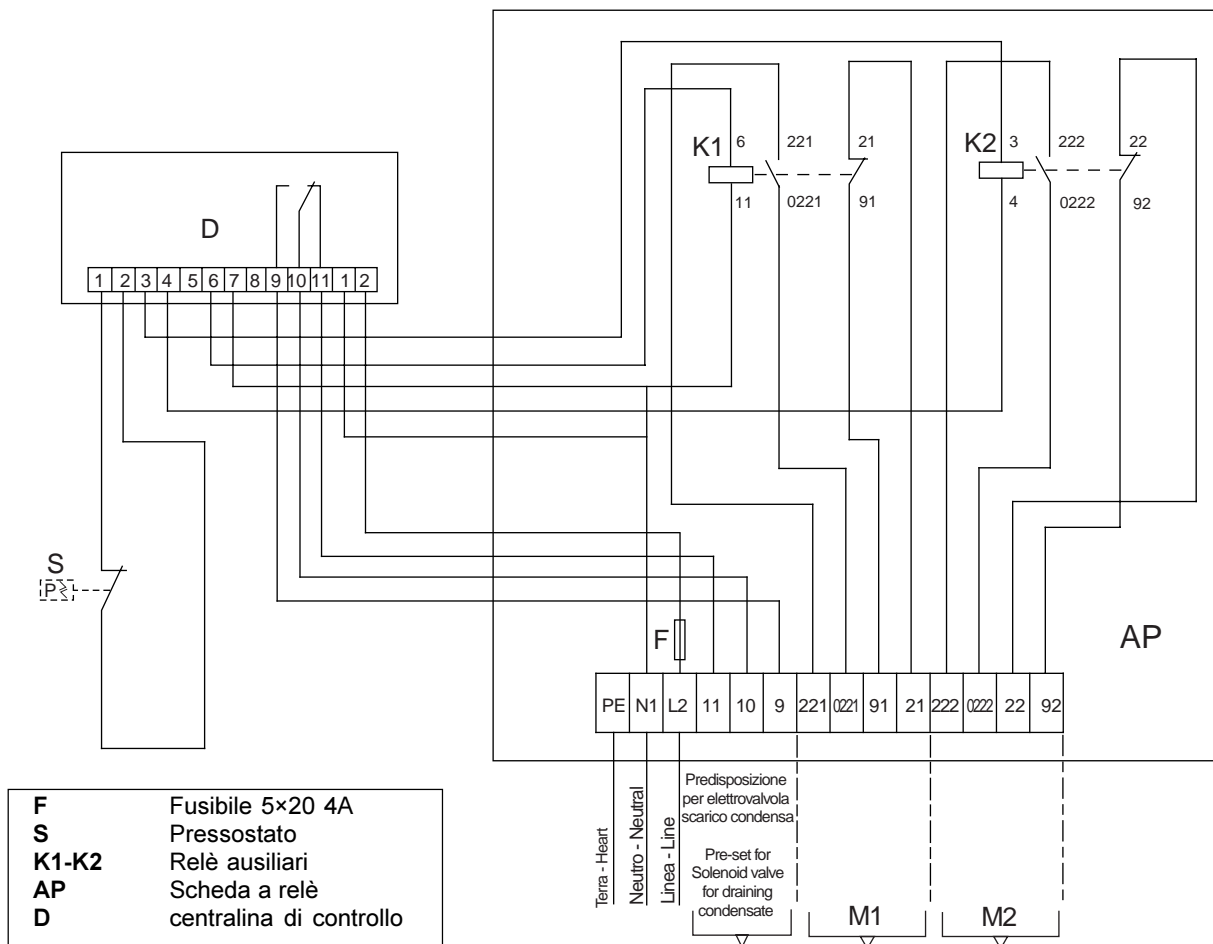 K1
6
221
21
11
0221
91
K2
3
222
22
4
0222
92
D
1 2 3 4 5 6 7 8 9 10 11 1 2
S
P
F
AP
PE N1 L2 11 10 9 221 0221 91 21 222 0222 22 92
Terra - Heart
Neutro - Neutral
Linea - Line
Predisposizione
per elettrovalvola
scarico condensa
Pre-set for
Solenoid valve
for draining
condensate
M1
M2
F Fusibile 5×20 4A
S Pressostato
K1-K2 Relè ausiliari
AP Scheda a relè
D centralina di controllo